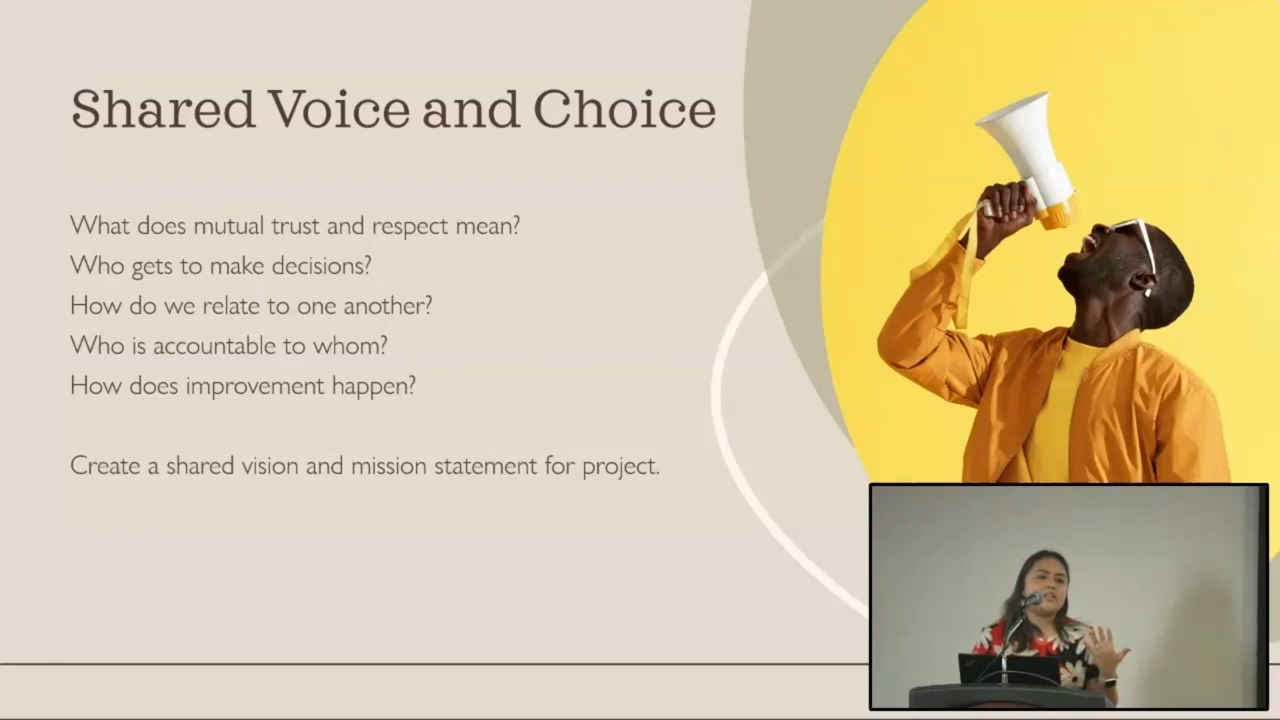 Shared Voice and Choice
What does mutual trust and respect mean?
Who gets to make decisions?
How do we relate to one another?
Who is accountable to whom?
How does improvement happen?
Create a shared vision and mission statement for project.